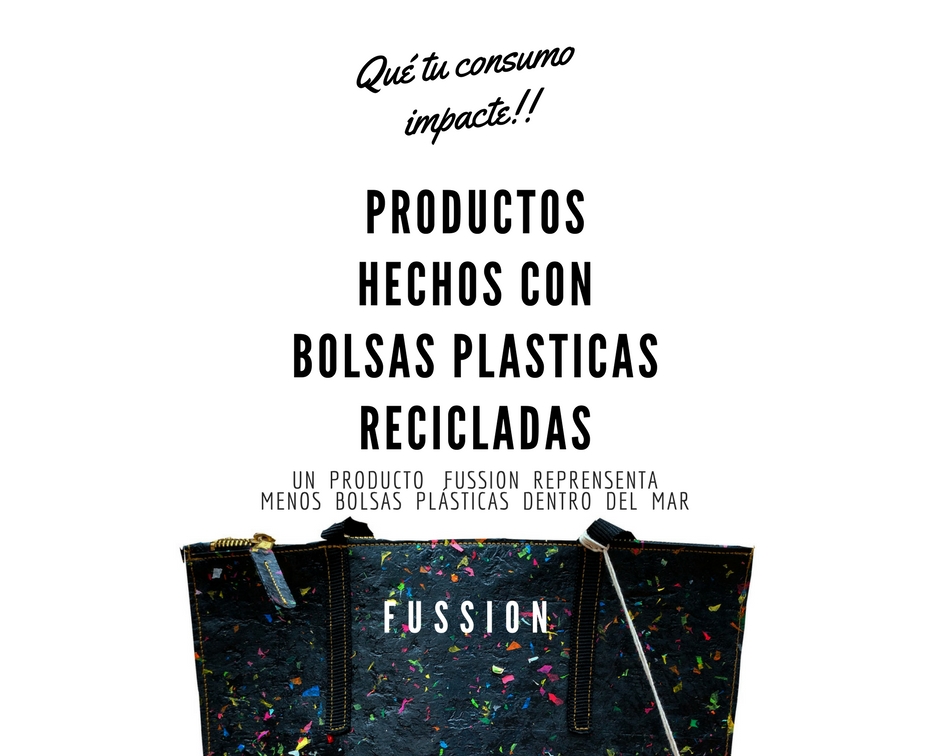 Qué tu consumo
impacte!!
PRODUCTOS
HECHOS CON
BOLSAS PLASTICAS
RECICLADAS
UN PRODUCTO FUSSION REPRENSENTA
MENOS BOLSAS PLÁSTICAS DENTRO DEL MAR
FUSSION